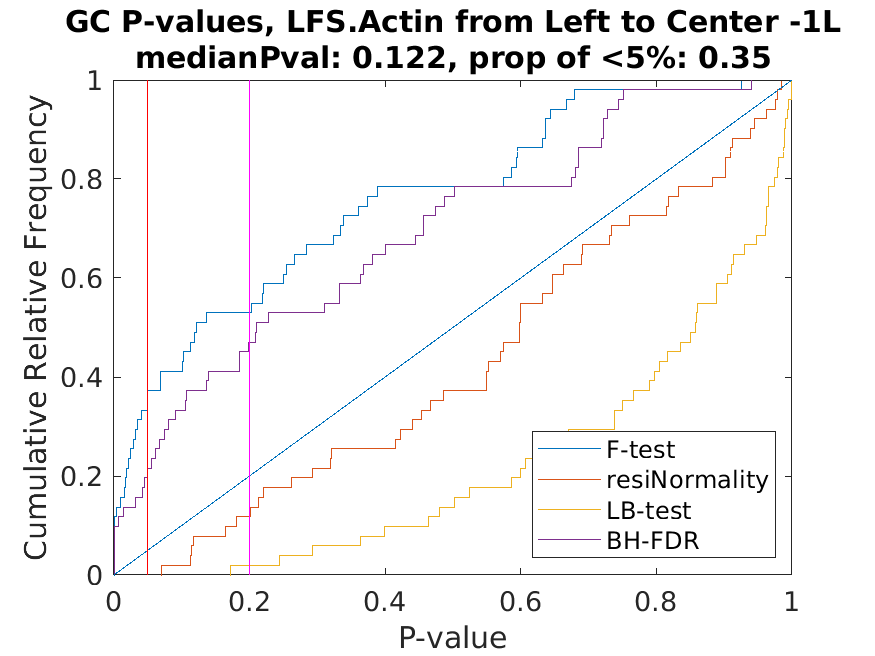 GC P-values, LFS.Actin from Left to Center -1L
medianPval: 0.122, prop of <5%: 0.35
Cumulative Relative Frequency
1
0.8
0.6
0.4
0.2
0
0 0.2 0.4 0.6 0.8 1
P-value
F-test
resiNormality
LB-test
BH-FDR